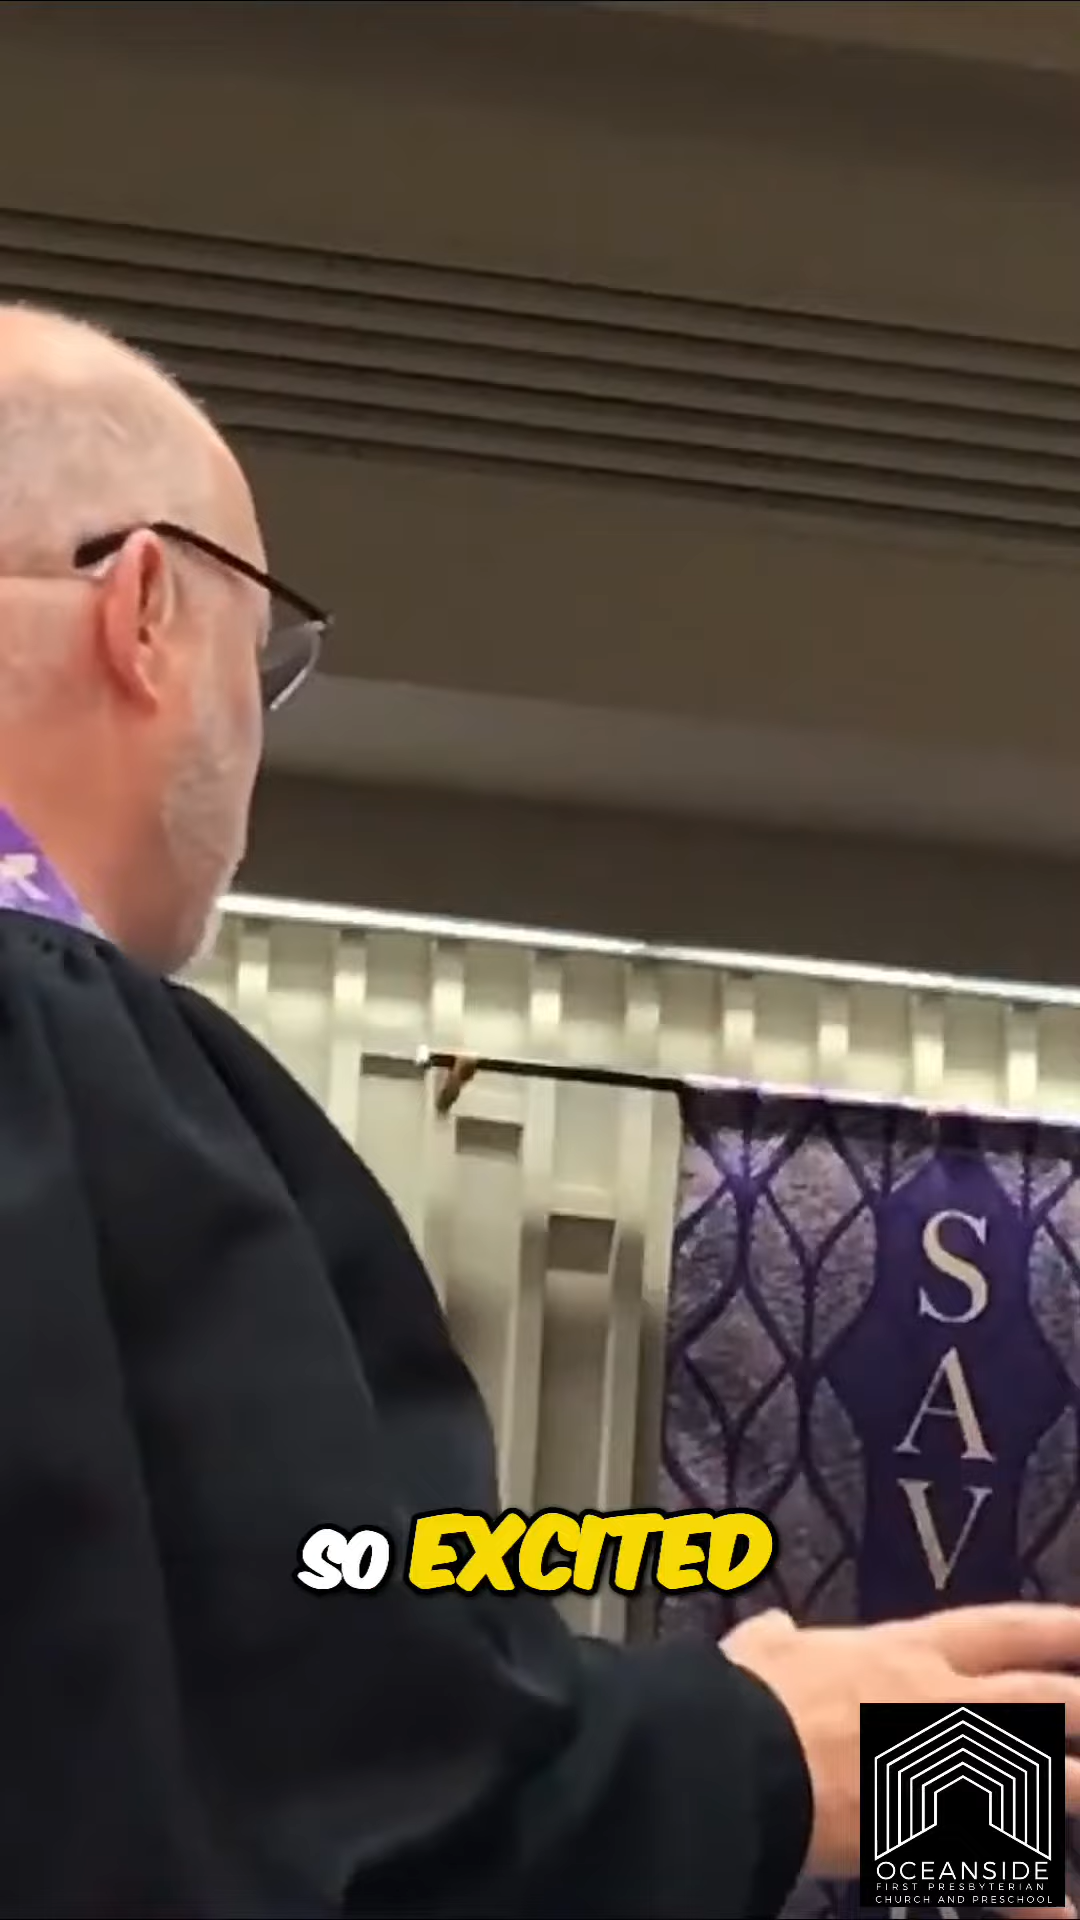 S
A
V
SO EXCITED
OCEANSIDE
FIRST PRESBYTERIAN
CHURCH AND PRESCHOOL